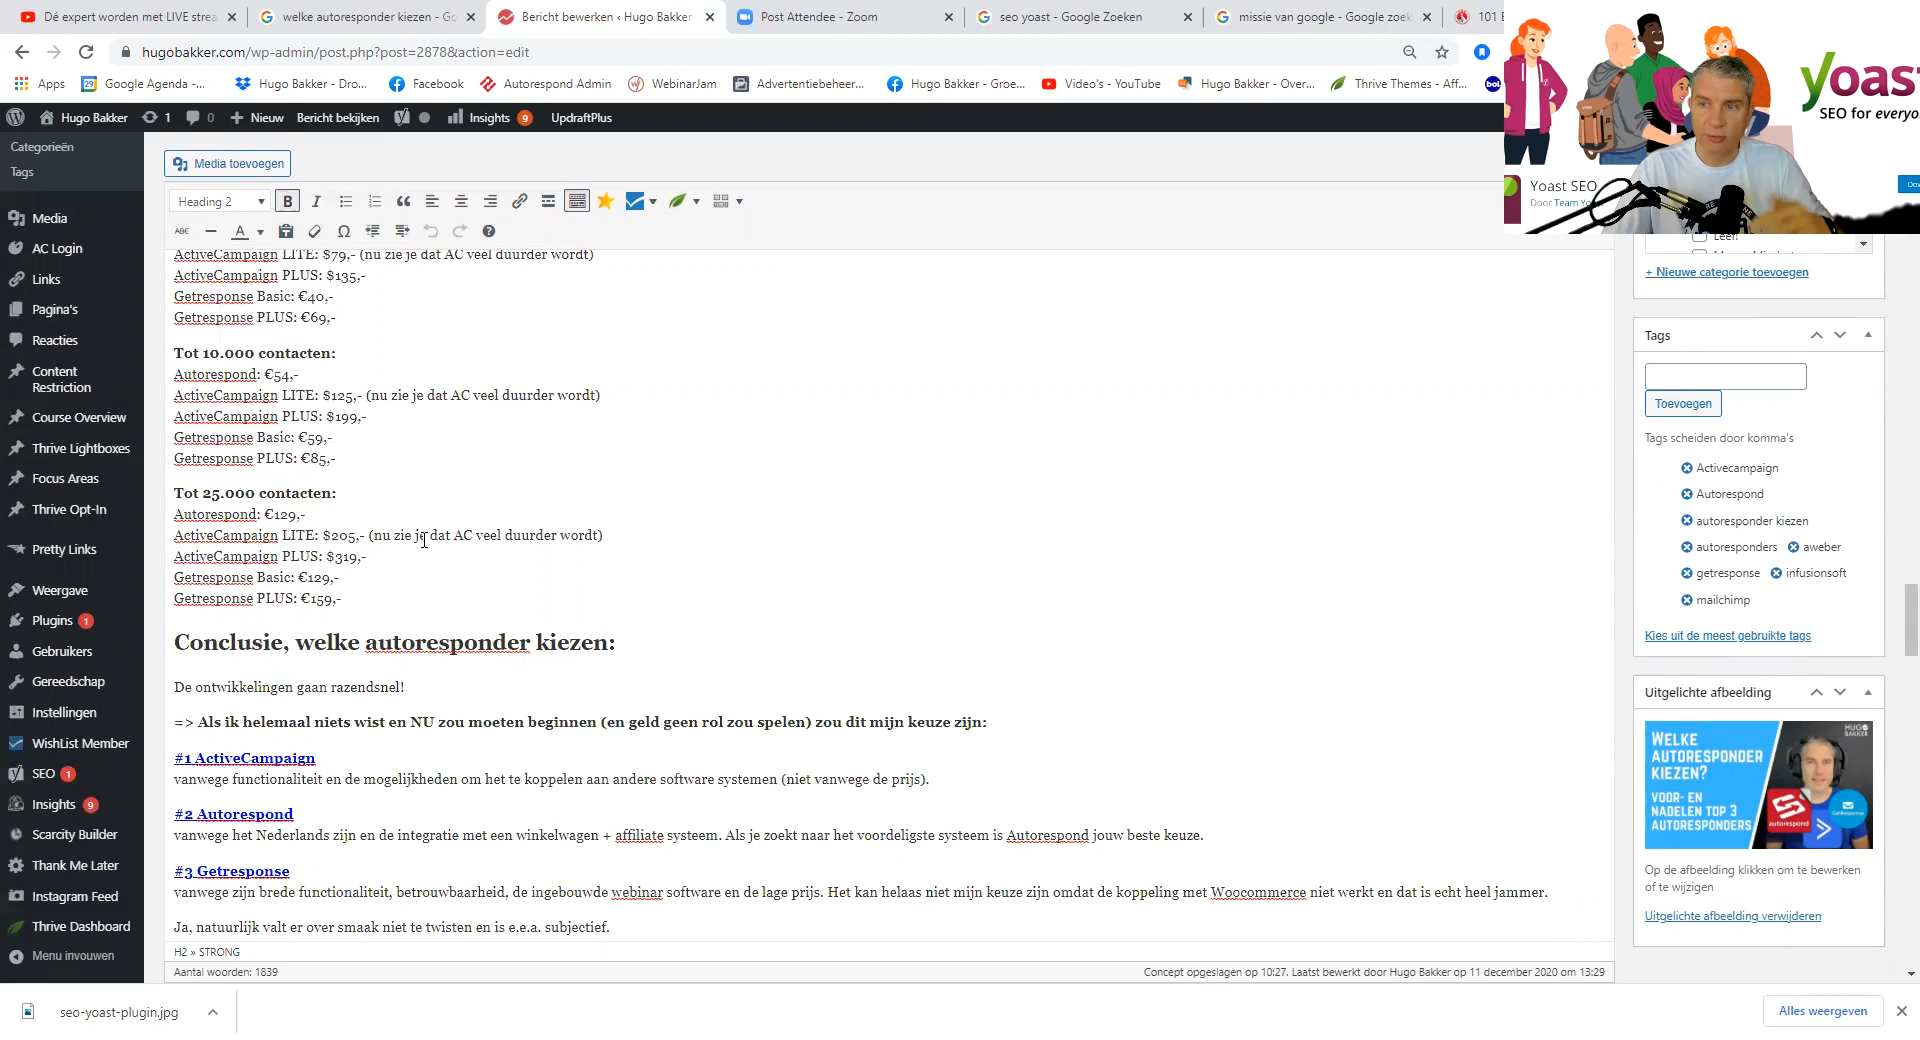 Dé expert worden met LIVE strea
welke autoresponder kiezen - Go
Bericht bewerken ‹ Hugo Bakker
Post Attendee - Zoom
seo yoast - Google Zoeken
missie van google - Google zoek
101 E
hugobakker.com/wp-admin/post.php?post=2878&action=edit
Apps
Google Agenda -...
Hugo Bakker - Dro...
Facebook
Autorespond Admin
WebinarJam
Advertentiebeheer...
Hugo Bakker - Groe...
Video's - YouTube
Hugo Bakker - Over...
Thrive Themes - Aff...
Hugo Bakker
1
0
Nieuw
Bericht bekijken
Insights 9
UpdraftPlus
yoast
SEO for everyo
Yoast SEO
Door Team Yo
Categorieën
Tags
Media
AC Login
Links
Pagina's
Reacties
Content
Restriction
Course Overview
Thrive Lightboxes
Focus Areas
Thrive Opt-In
Pretty Links
Weergave
Plugins 1
Gebruikers
Gereedschap
Instellingen
WishList Member
SEO 1
Insights 9
Scarcity Builder
Thank Me Later
Instagram Feed
Thrive Dashboard
Menu invouwen
Media toevoegen
Heading 2
ActiveCampaign LITE: $79,- (nu zie je dat AC veel duurder wordt)
ActiveCampaign PLUS: $135,-
Getresponse Basic: €40,-
Getresponse PLUS: €69,-
Tot 10.000 contacten:
Autorespond: €54,-
ActiveCampaign LITE: $125,- (nu zie je dat AC veel duurder wordt)
ActiveCampaign PLUS: $199,-
Getresponse Basic: €59,-
Getresponse PLUS: €85,-
Tot 25.000 contacten:
Autorespond: €129,-
ActiveCampaign LITE: $205,- (nu zie je dat AC veel duurder wordt)
ActiveCampaign PLUS: $319,-
Getresponse Basic: €129,-
Getresponse PLUS: €159,-
Conclusie, welke autoresponder kiezen:
De ontwikkelingen gaan razendsnel!
=> Als ik helemaal niets wist en NU zou moeten beginnen (en geld geen rol zou spelen) zou dit mijn keuze zijn:
#1 ActiveCampaign
vanwege functionaliteit en de mogelijkheden om het te koppelen aan andere software systemen (niet vanwege de prijs).
#2 Autorespond
vanwege het Nederlands zijn en de integratie met een winkelwagen + affiliate systeem. Als je zoekt naar het voordeligste systeem is Autorespond jouw beste keuze.
#3 Getresponse
vanwege zijn brede functionaliteit, betrouwbaarheid, de ingebouwde webinar software en de lage prijs. Het kan helaas niet mijn keuze zijn omdat de koppeling met Woocommerce niet werkt en dat is echt heel jammer.
Ja, natuurlijk valt er over smaak niet te twisten en is e.e.a. subjectief.
H2 » STRONG
Aantal woorden: 1839
Concept opgeslagen op 10:27. Laatst bewerkt door Hugo Bakker op 11 december 2020 om 13:29
+ Nieuwe categorie toevoegen
Tags
Toevoegen
Tags scheiden door komma's
Activecampaign
Autorespond
autoresponder kiezen
autoresponders
aweber
getresponse
infusionsoft
mailchimp
Kies uit de meest gebruikte tags
Uitgelichte afbeelding
HUGO
BAKKER
WELKE
AUTORESPONDER
KIEZEN?
VOOR- EN
NADELEN TOP 3
AUTORESPONDERS
autorespond
GetResponse
Op de afbeelding klikken om te bewerken
of te wijzigen
Uitgelichte afbeelding verwijderen
seo-yoast-plugin.jpg
Alles weergeven